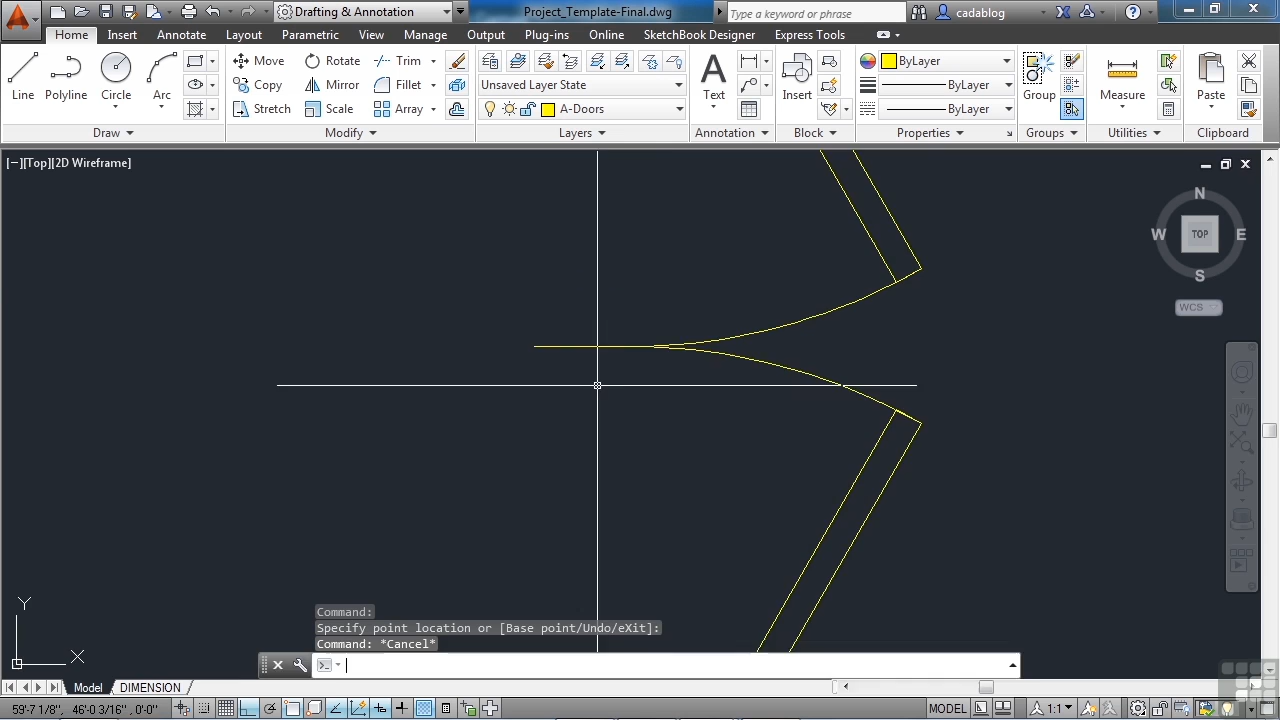 Drafting & Annotation
Project_Template-Final.dwg
Type a keyword or phrase
cadablog
Home Insert Annotate Layout Parametric View Manage Output Plug-ins Online SketchBook Designer Express Tools
Line Polyline Circle Arc
Move Rotate Trim
Copy Mirror Fillet
Stretch Scale Array
Unsaved Layer State
A-Doors
Text
Insert
ByLayer
ByLayer
ByLayer
Group
Measure
Paste
Draw Modify Layers Annotation Block Properties Groups Utilities Clipboard
[−][Top][2D Wireframe]
N
W TOP E
S
WCS
Command:
Specify point location or [Base point/Undo/eXit]:
Command: *Cancel*
Y
X
Model DIMENSION
59'-7 1/8", 46'-0 3/16", 0'-0"
MODEL
1:1